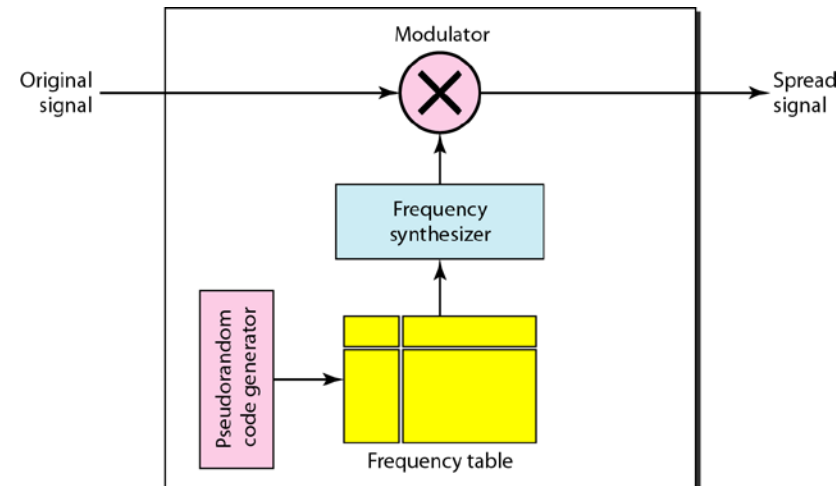 Modulator
Original
signal
Spread
signal
Frequency
synthesizer
Pseudorandom
code generator
Frequency table